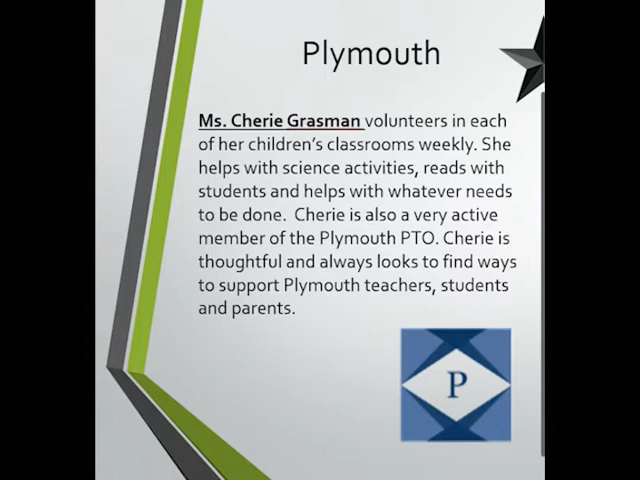 Plymouth
Ms. Cherie Grasman volunteers in each
of her children's classrooms weekly. She
helps with science activities, reads with
students and helps with whatever needs
to be done.  Cherie is also a very active
member of the Plymouth PTO. Cherie is
thoughtful and always looks to find ways
to support Plymouth teachers, students
and parents.
P